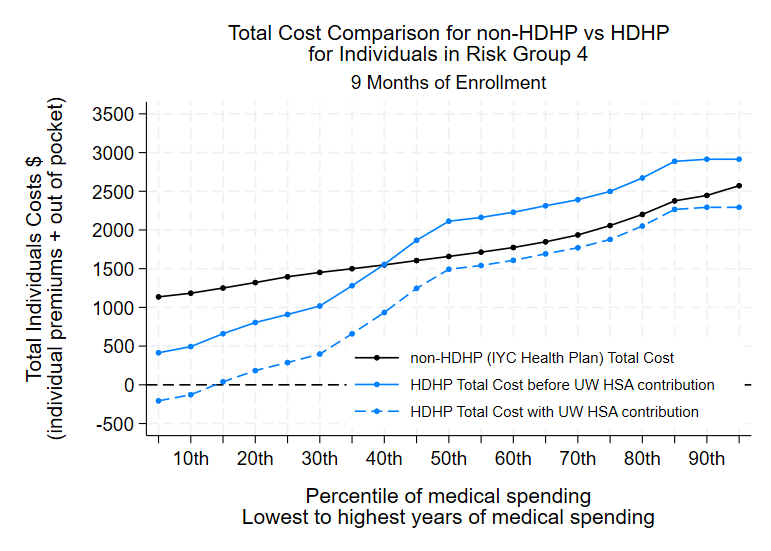 Total Cost Comparison for non-HDHP vs HDHP
for Individuals in Risk Group 4
9 Months of Enrollment
Total Individuals Costs $
(individual premiums + out of pocket)
3500
3000
2500
2000
1500
1000
500
0
-500
non-HDHP (IYC Health Plan) Total Cost
HDHP Total Cost before UW HSA contribution
HDHP Total Cost with UW HSA contribution
10th 20th 30th 40th 50th 60th 70th 80th 90th
Percentile of medical spending
Lowest to highest years of medical spending